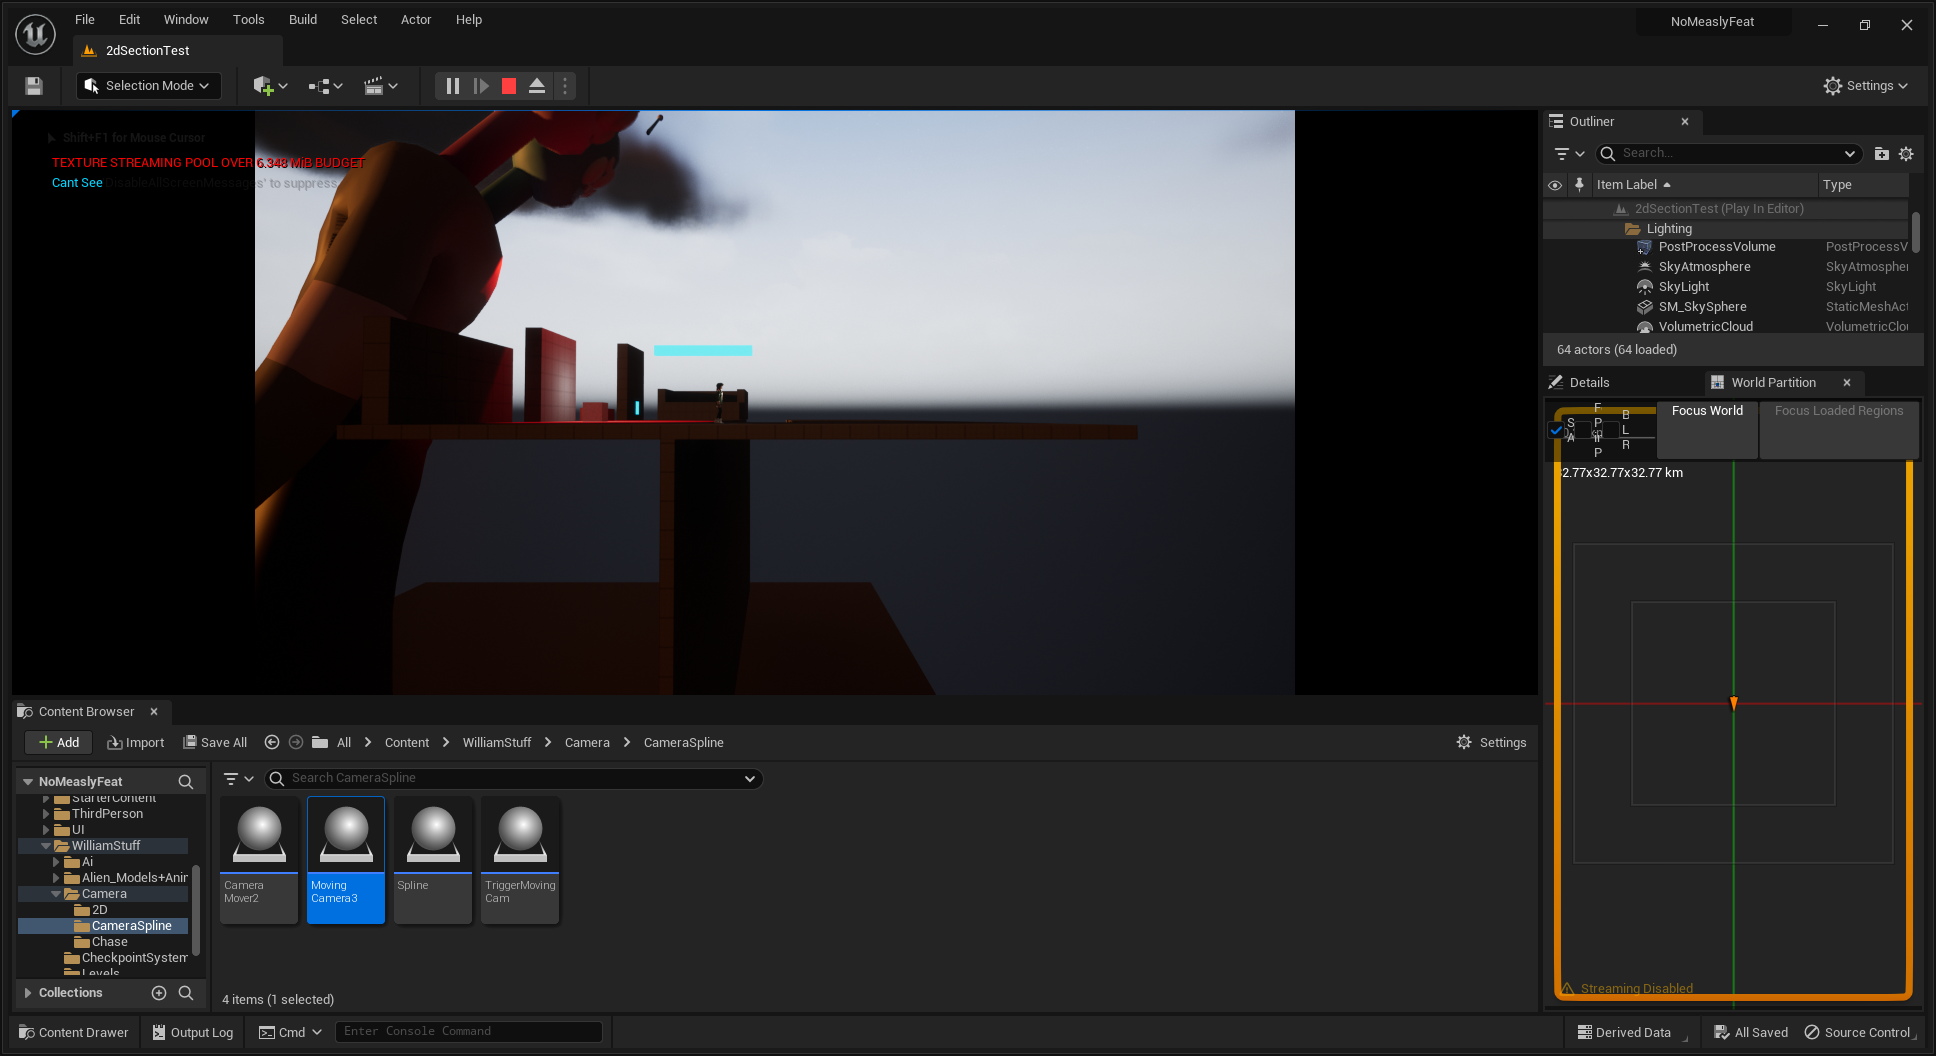 File Edit Window Tools Build Select Actor Help
NoMeaslyFeat
2dSectionTest
Selection Mode
Settings
Shift+F1 for Mouse Cursor
TEXTURE STREAMING POOL OVER 6.348 MiB BUDGET
Cant See DisableAllScreenMessages' to suppress
Outliner
Search...
Item Label Type
2dSectionTest (Play In Editor)
Lighting
PostProcessVolume PostProcessV
SkyAtmosphere SkyAtmospher
SkyLight SkyLight
SM_SkySphere StaticMeshAct
VolumetricCloud VolumetricClou
64 actors (64 loaded)
Details World Partition
Focus World Focus Loaded Regions
2.77x32.77x32.77 km
Streaming Disabled
Content Browser
Add Import Save All All Content WilliamStuff Camera CameraSpline Settings
NoMeaslyFeat
Search CameraSpline
StarterContent
ThirdPerson
UI
WilliamStuff
Ai
Alien_Models+Anim
Camera
2D
CameraSpline
Chase
CheckpointSystem
Levels
Collections
Camera
Mover2
Moving
Camera3
Spline
TriggerMoving
Cam
4 items (1 selected)
Content Drawer Output Log Cmd Enter Console Command Derived Data All Saved Source Control